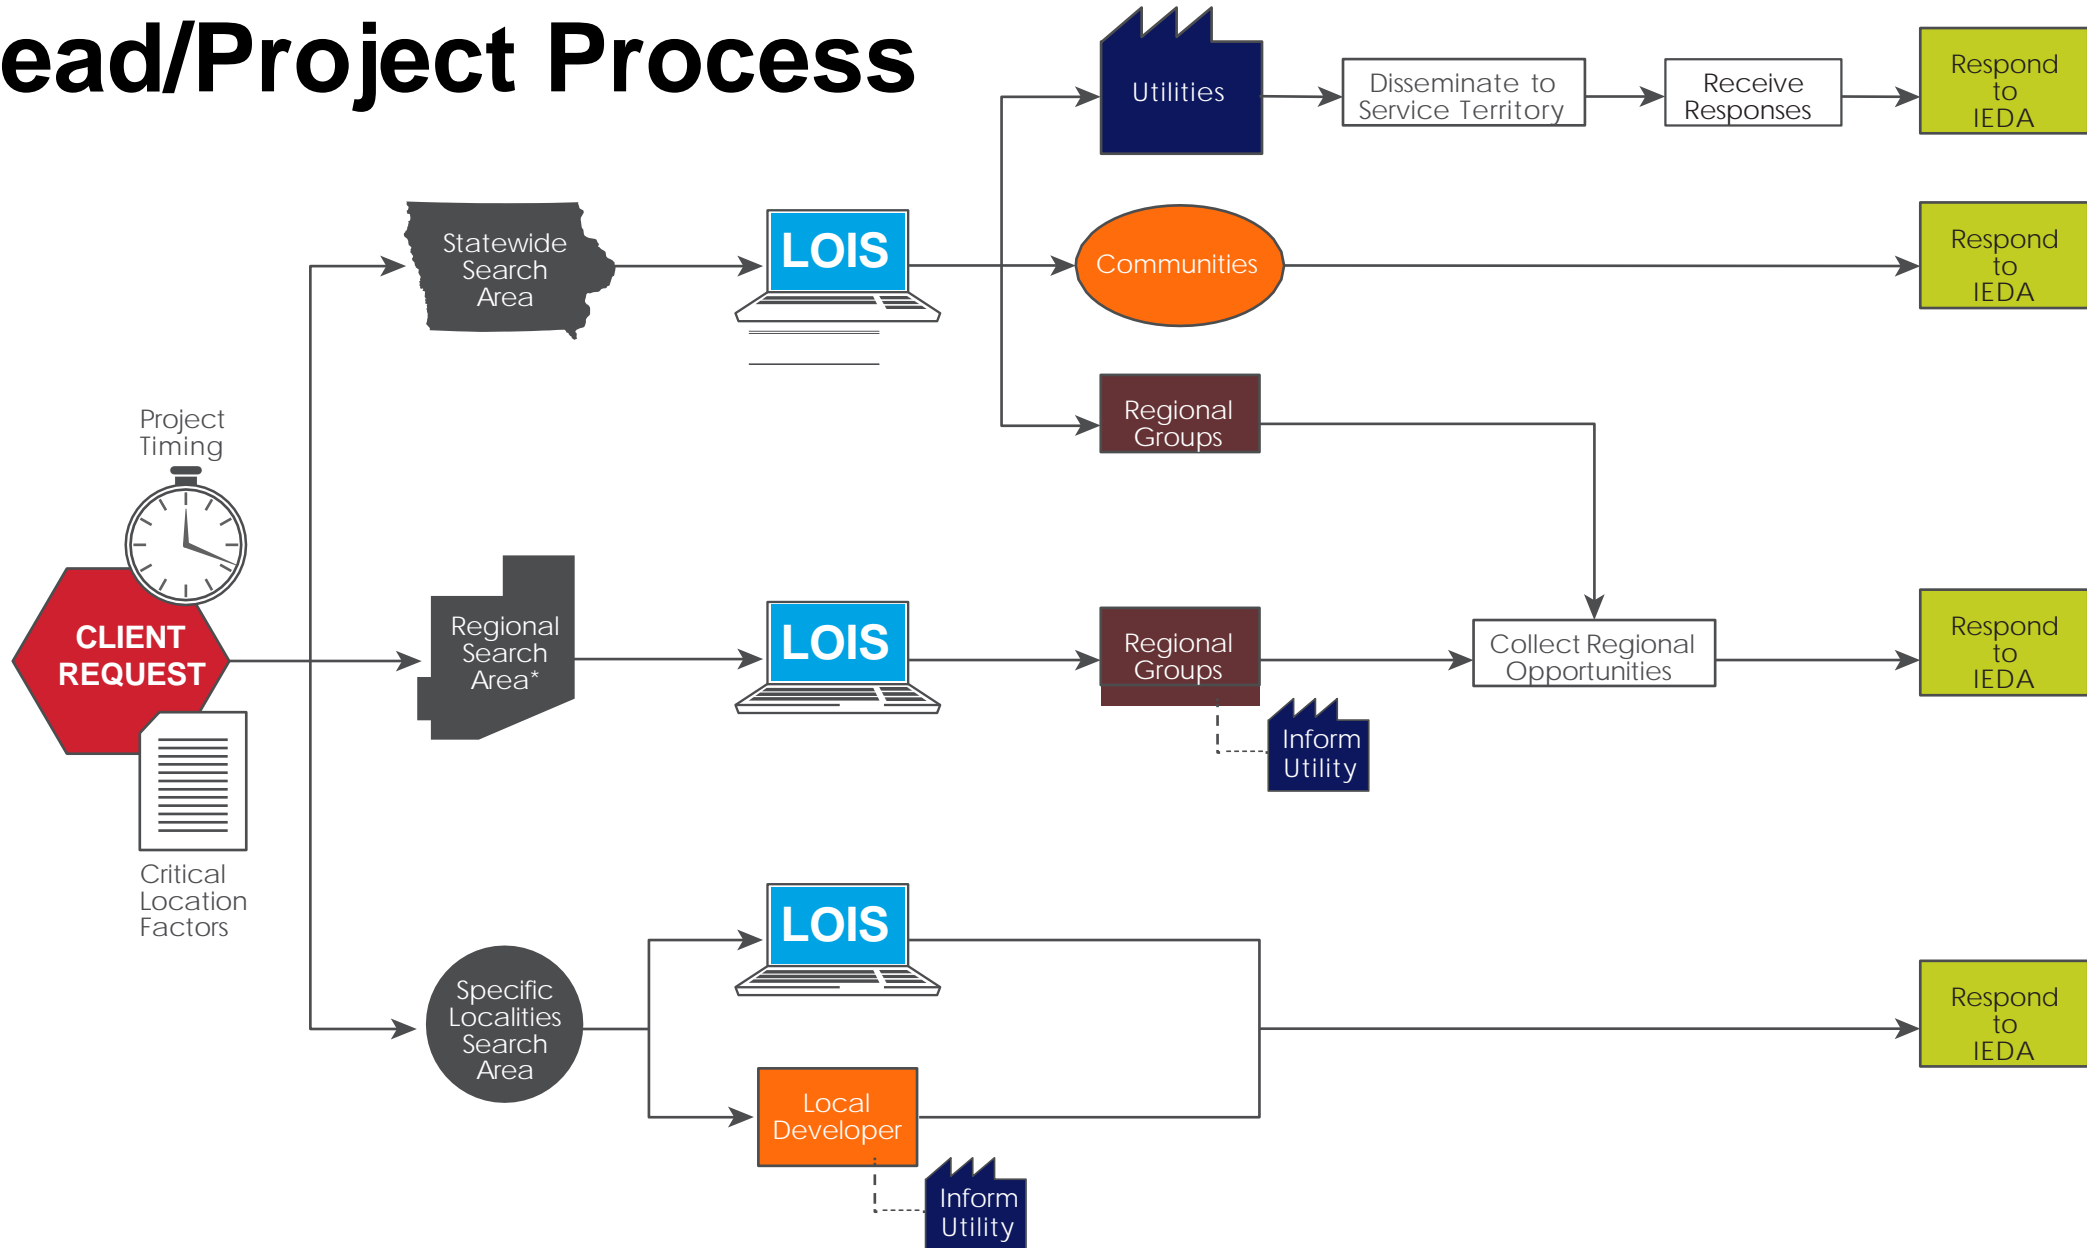 ead/Project Process
Utilities
Disseminate to
Service Territory
Receive
Responses
Respond
to
IEDA
Statewide
Search
Area
LOIS
Communities
Respond
to
IEDA
Regional
Groups
Project
Timing
CLIENT
REQUEST
Critical
Location
Factors
Regional
Search
Area*
LOIS
Regional
Groups
Inform
Utility
Collect Regional
Opportunities
Respond
to
IEDA
Specific
Localities
Search
Area
LOIS
Local
Developer
Inform
Utility
Respond
to
IEDA